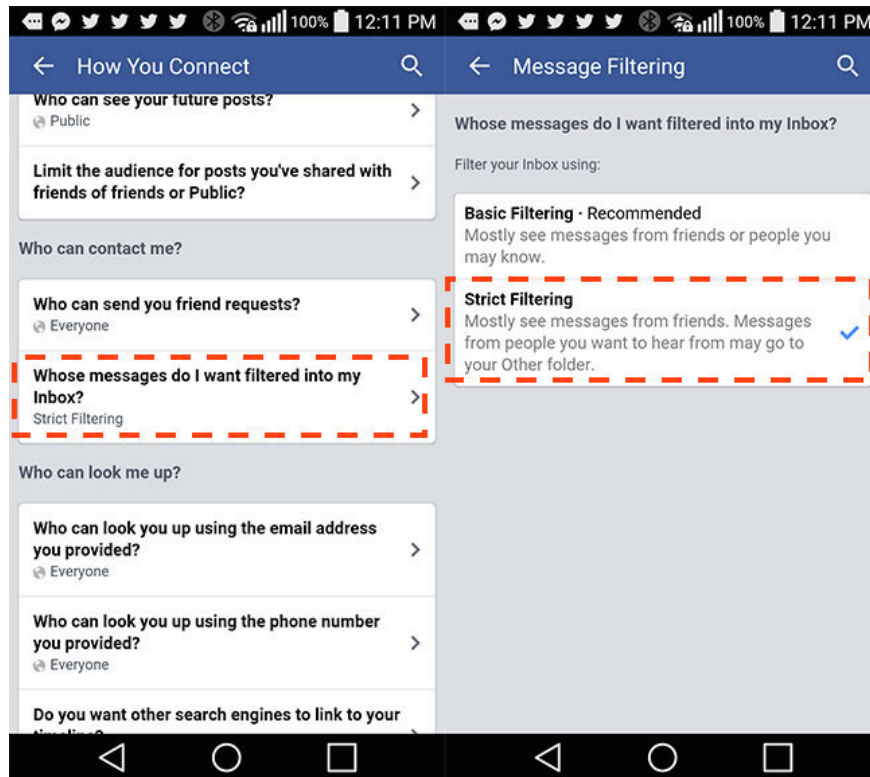 100% 12:11 PM
How You Connect
Who can see your future posts?
Public
Limit the audience for posts you've shared with
friends of friends or Public?
Who can contact me?
Who can send you friend requests?
Everyone
Whose messages do I want filtered into my
Inbox?
Strict Filtering
Who can look me up?
Who can look you up using the email address
you provided?
Everyone
Who can look you up using the phone number
you provided?
Everyone
Do you want other search engines to link to your
timeline?
100% 12:11 PM
Message Filtering
Whose messages do I want filtered into my Inbox?
Filter your Inbox using:
Basic Filtering · Recommended
Mostly see messages from friends or people you
may know.
Strict Filtering
Mostly see messages from friends. Messages
from people you want to hear from may go to
your Other folder.